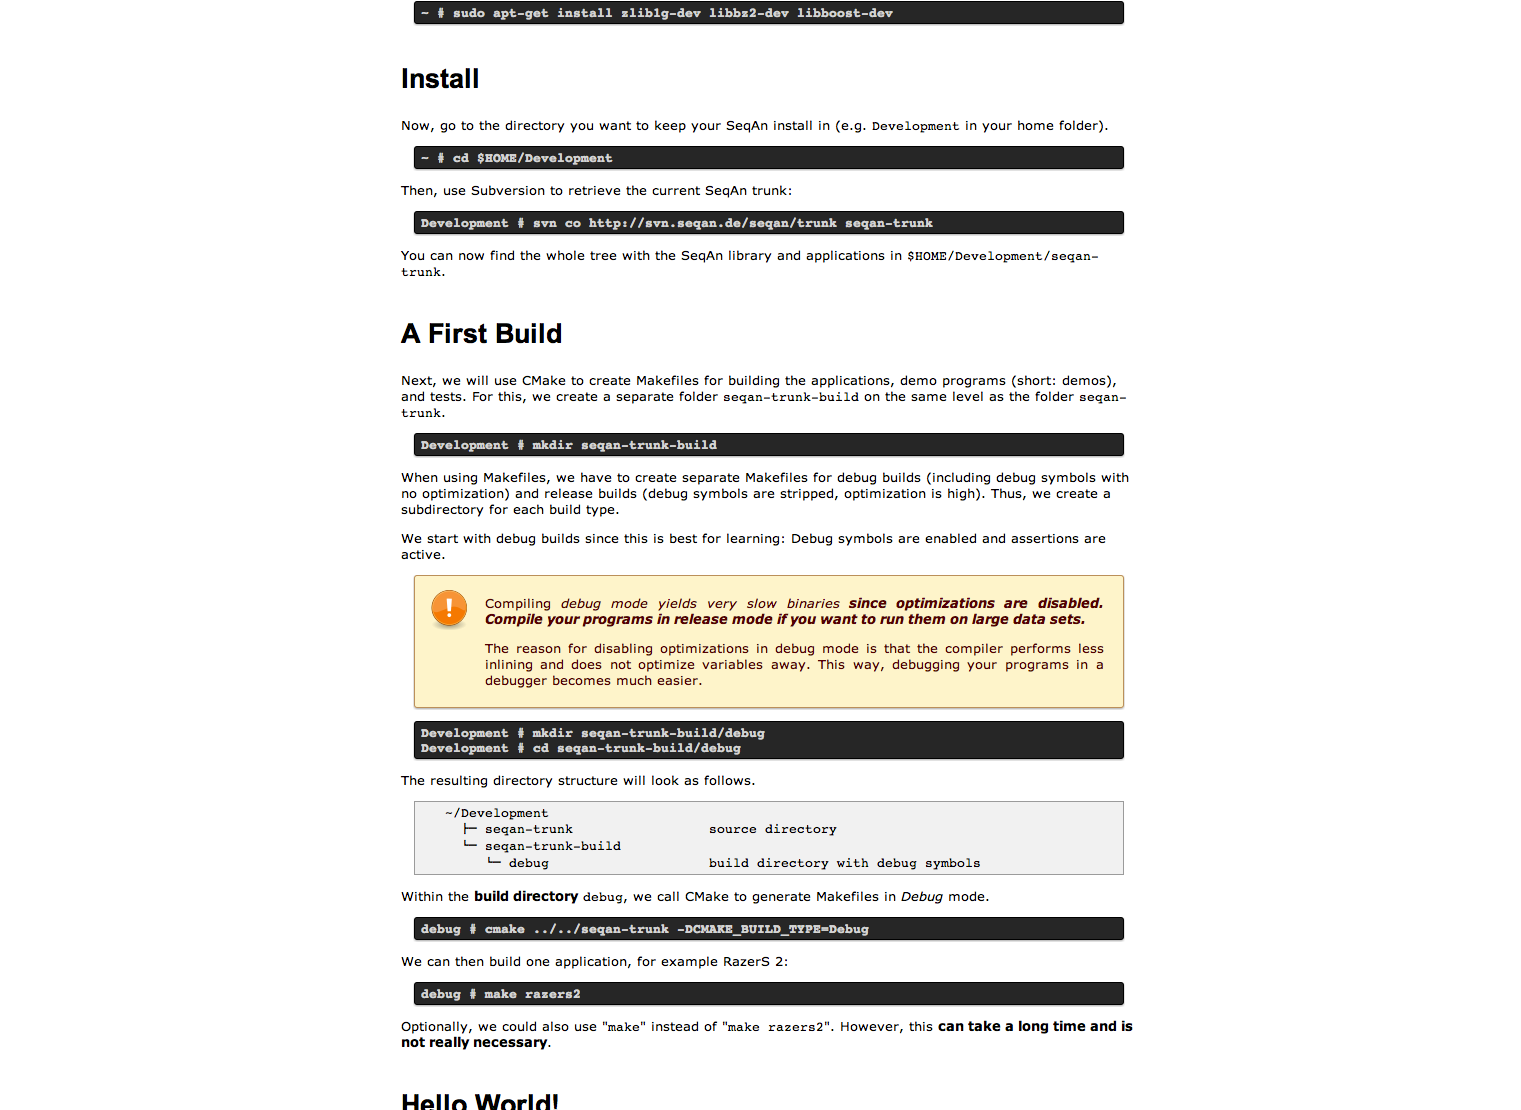 ~ # sudo apt-get install zlib1g-dev libbz2-dev libboost-dev
Install
Now, go to the directory you want to keep your SeqAn install in (e.g. Development in your home folder).
~ # cd $HOME/Development
Then, use Subversion to retrieve the current SeqAn trunk:
Development # svn co http://svn.seqan.de/seqan/trunk seqan-trunk
You can now find the whole tree with the SeqAn library and applications in $HOME/Development/seqan-
trunk.
A First Build
Next, we will use CMake to create Makefiles for building the applications, demo programs (short: demos),
and tests. For this, we create a separate folder seqan-trunk-build on the same level as the folder seqan-
trunk.
Development # mkdir seqan-trunk-build
When using Makefiles, we have to create separate Makefiles for debug builds (including debug symbols with
no optimization) and release builds (debug symbols are stripped, optimization is high). Thus, we create a
subdirectory for each build type.
We start with debug builds since this is best for learning: Debug symbols are enabled and assertions are
active.
Compiling debug mode yields very slow binaries since optimizations are disabled.
Compile your programs in release mode if you want to run them on large data sets.
The reason for disabling optimizations in debug mode is that the compiler performs less
inlining and does not optimize variables away. This way, debugging your programs in a
debugger becomes much easier.
Development # mkdir seqan-trunk-build/debug
Development # cd seqan-trunk-build/debug
The resulting directory structure will look as follows.
~/Development
├─ seqan-trunk source directory
└─ seqan-trunk-build
└─ debug build directory with debug symbols
Within the build directory debug, we call CMake to generate Makefiles in Debug mode.
debug # cmake ../../seqan-trunk -DCMAKE_BUILD_TYPE=Debug
We can then build one application, for example RazerS 2:
debug # make razers2
Optionally, we could also use "make" instead of "make razers2". However, this can take a long time and is
not really necessary.
Hello World!